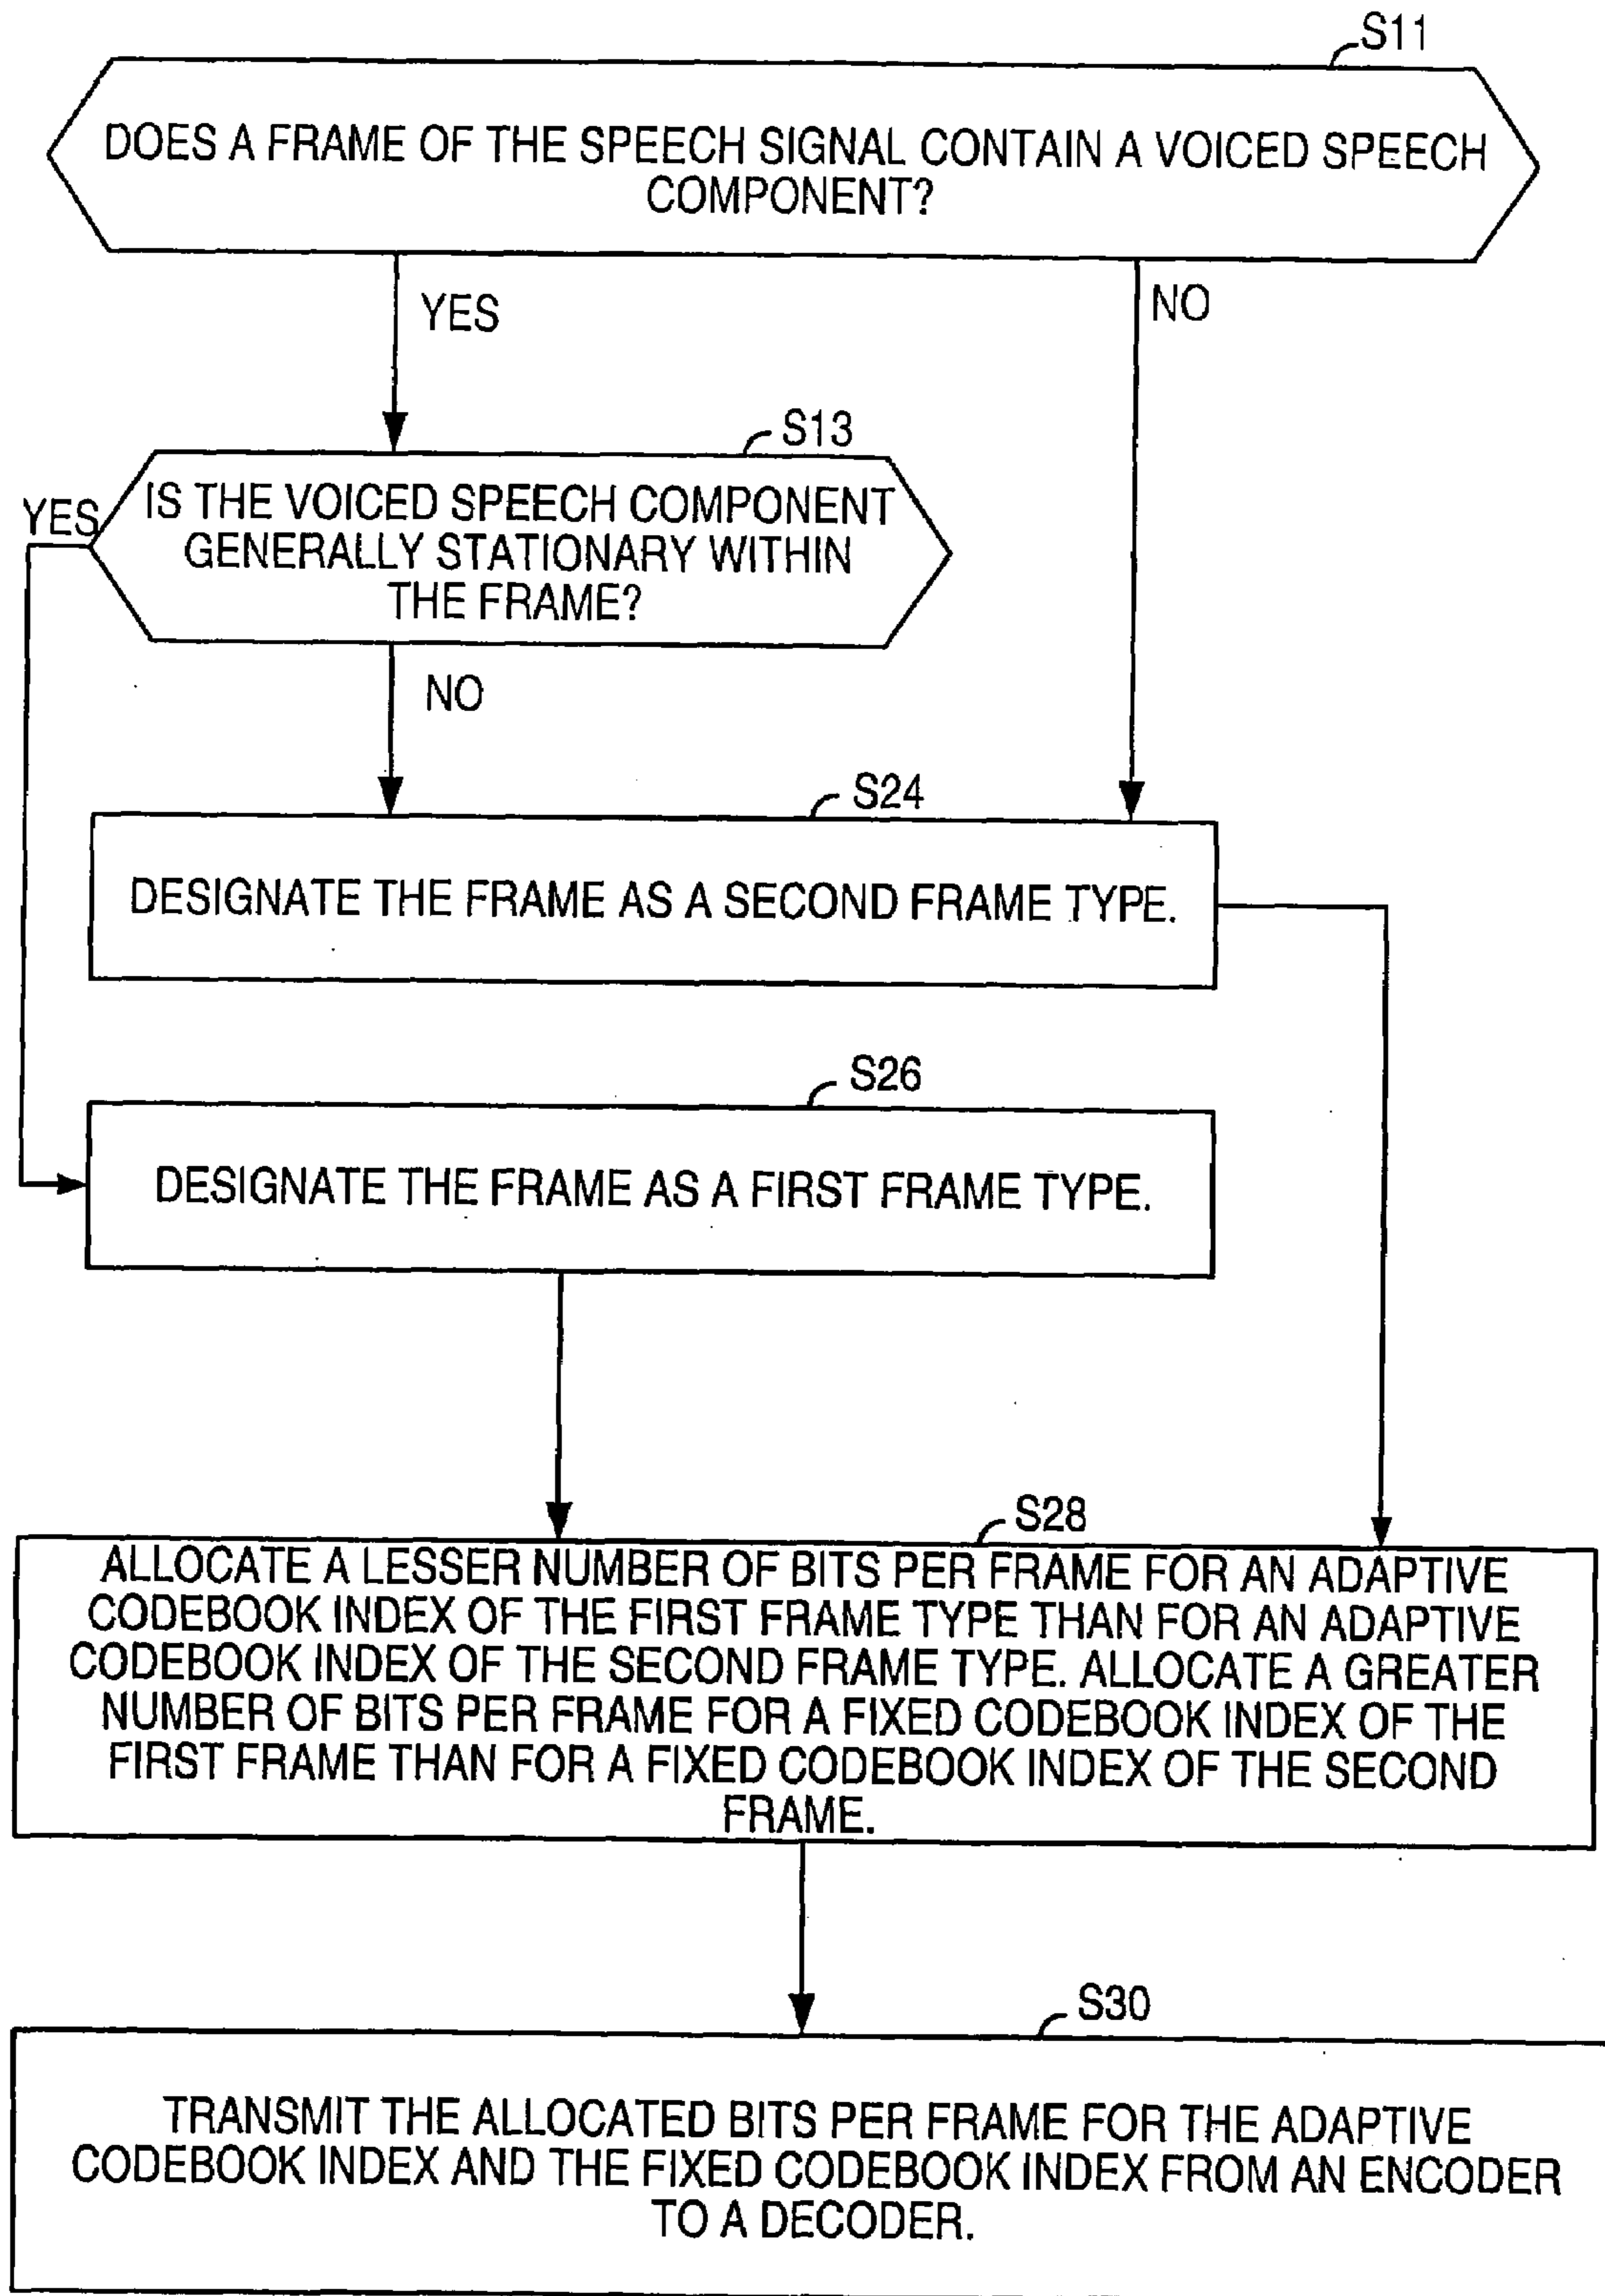 S11
DOES A FRAME OF THE SPEECH SIGNAL CONTAIN A VOICED SPEECH
COMPONENT?
YES
NO
S13
YES
IS THE VOICED SPEECH COMPONENT
GENERALLY STATIONARY WITHIN
THE FRAME?
NO
S24
DESIGNATE THE FRAME AS A SECOND FRAME TYPE.
S26
DESIGNATE THE FRAME AS A FIRST FRAME TYPE.
S28
ALLOCATE A LESSER NUMBER OF BITS PER FRAME FOR AN ADAPTIVE
CODEBOOK INDEX OF THE FIRST FRAME TYPE THAN FOR AN ADAPTIVE
CODEBOOK INDEX OF THE SECOND FRAME TYPE. ALLOCATE A GREATER
NUMBER OF BITS PER FRAME FOR A FIXED CODEBOOK INDEX OF THE
FIRST FRAME THAN FOR A FIXED CODEBOOK INDEX OF THE SECOND
FRAME.
S30
TRANSMIT THE ALLOCATED BITS PER FRAME FOR THE ADAPTIVE
CODEBOOK INDEX AND THE FIXED CODEBOOK INDEX FROM AN ENCODER
TO A DECODER.